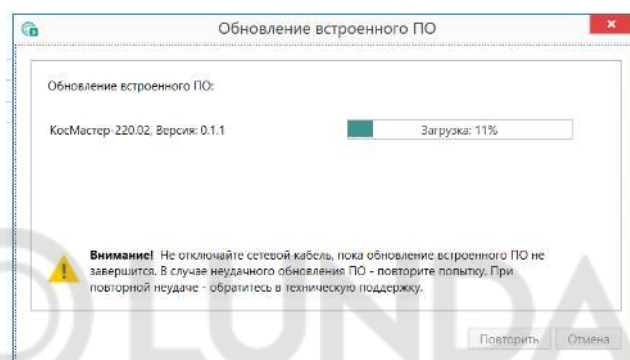 Обновление встроенного ПО
Обновление встроенного ПО:
КосМастер-220.02, Версия: 0.1.1
Загрузка: 11%
Внимание! Не отключайте сетевой кабель, пока обновление встроенного ПО не
завершится. В случае неудачного обновления ПО - повторите попытку. При
повторной неудаче - обратитесь в техническую поддержку.
LUNDA
Повторить
Отмена